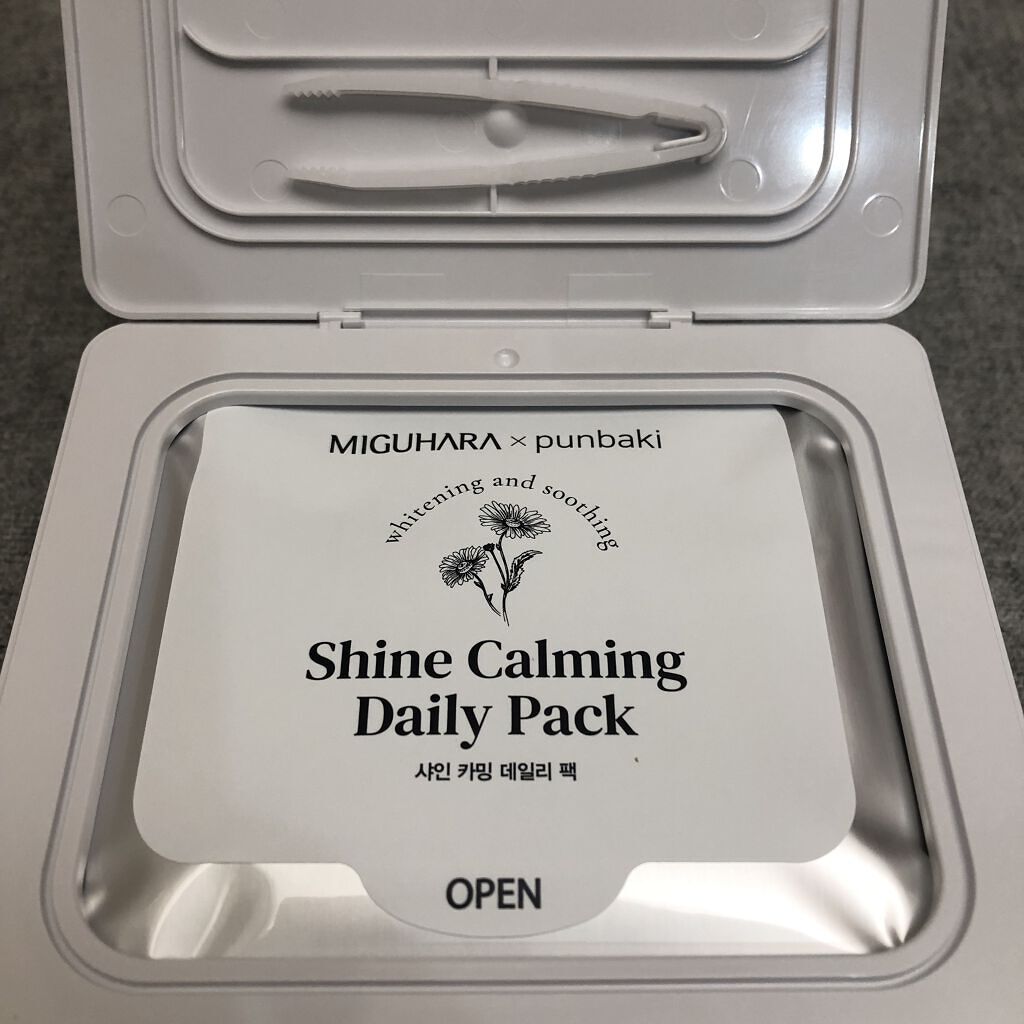 MIGUHARA × punbaki
whitening and soothing
Shine Calming
Daily Pack
샤인 카밍 데일리 팩
OPEN